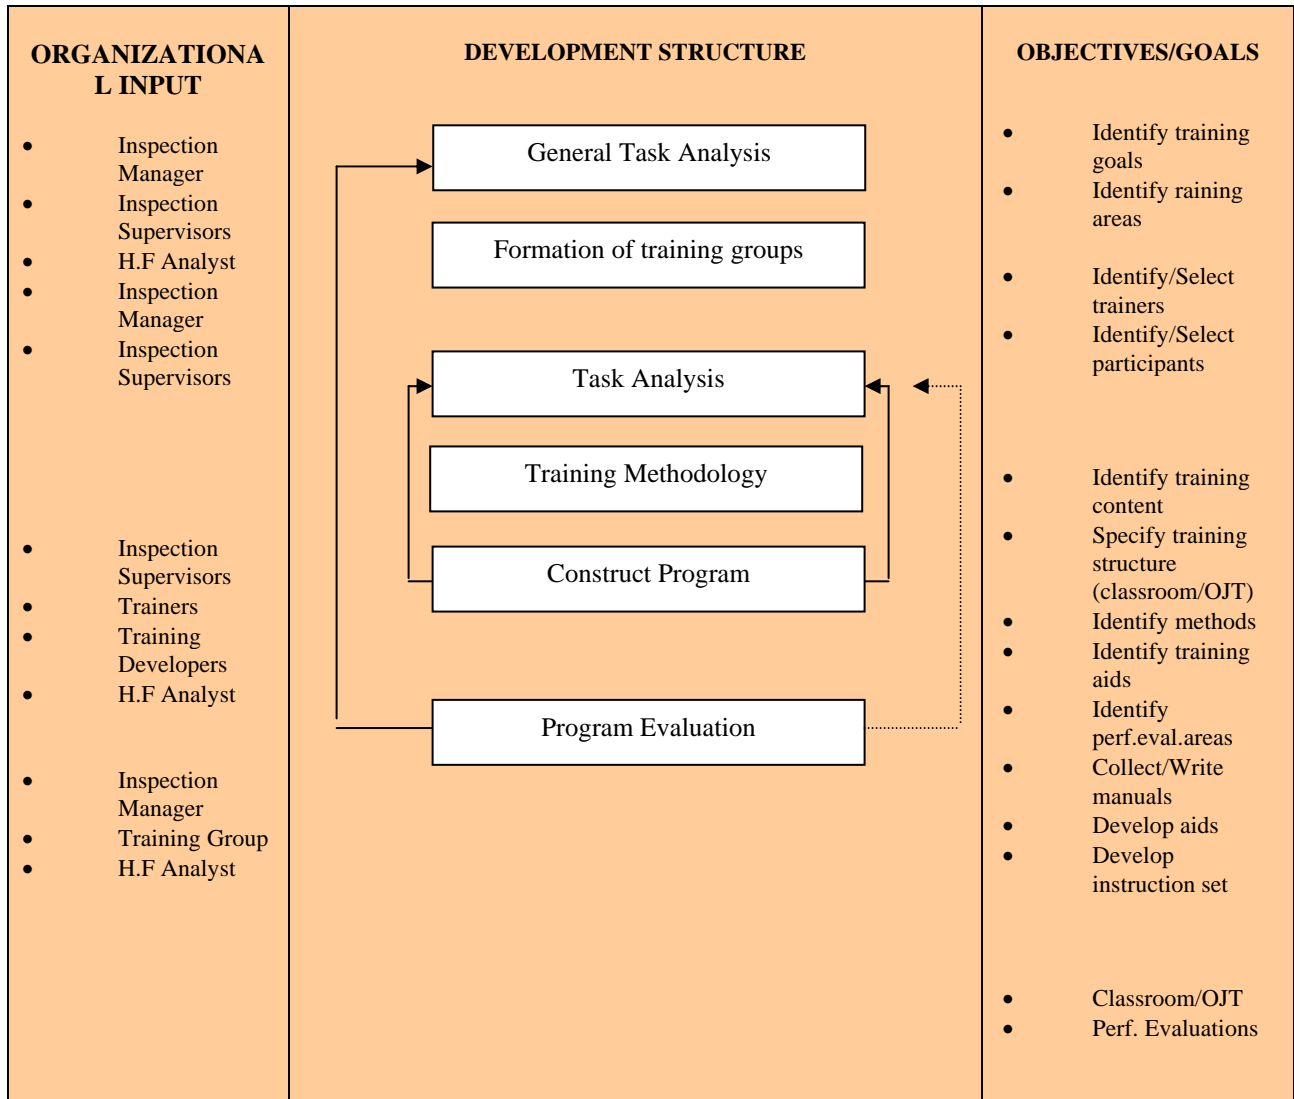 ORGANIZATIONA
L INPUT
• Inspection
Manager
• Inspection
Supervisors
• H.F Analyst
• Inspection
Manager
• Inspection
Supervisors
• Inspection
Supervisors
• Trainers
• Training
Developers
• H.F Analyst
• Inspection
Manager
• Training Group
• H.F Analyst
DEVELOPMENT STRUCTURE
General Task Analysis
Formation of training groups
Task Analysis
Training Methodology
Construct Program
Program Evaluation
OBJECTIVES/GOALS
• Identify training
goals
• Identify raining
areas
• Identify/Select
trainers
• Identify/Select
participants
• Identify training
content
• Specify training
structure
(classroom/OJT)
• Identify methods
• Identify training
aids
• Identify
perf.eval.areas
• Collect/Write
manuals
• Develop aids
• Develop
instruction set
• Classroom/OJT
• Perf. Evaluations